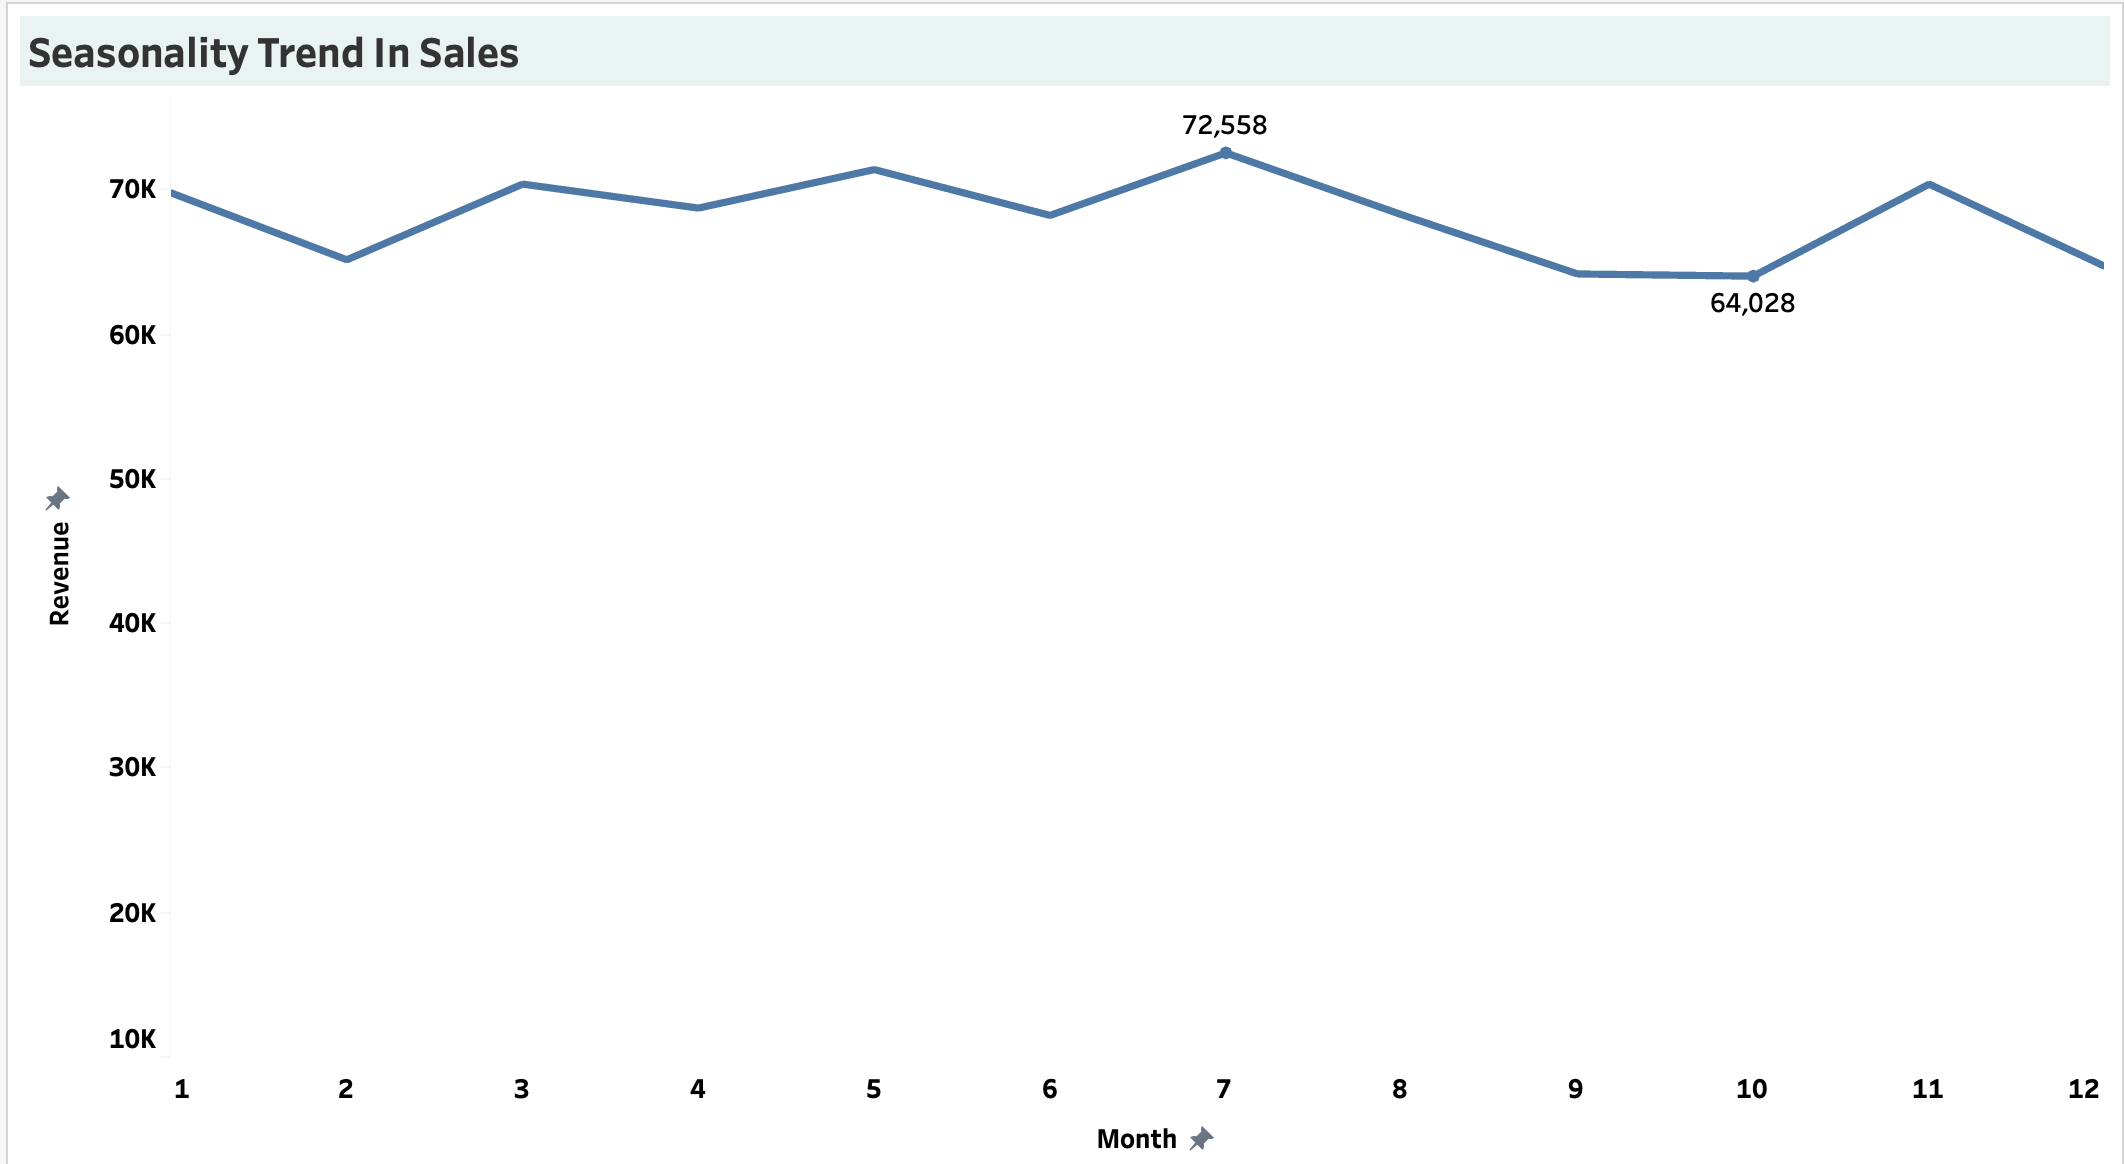 Seasonality Trend In Sales
72,558
70K
64,028
60K
50K
Revenue
40K
30K
20K
10K
1 2 3 4 5 6 7 8 9 10 11 12
Month